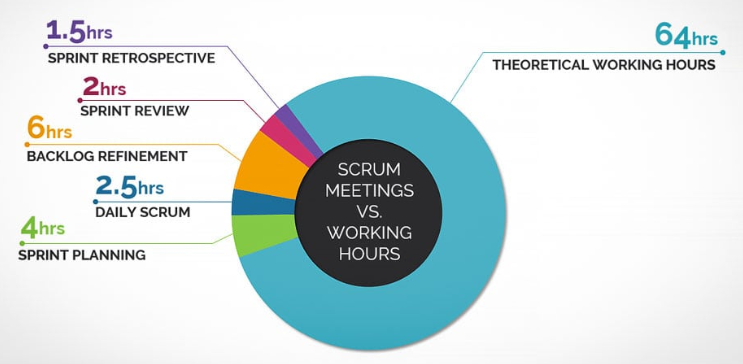 1.5hrs
SPRINT RETROSPECTIVE
2hrs
SPRINT REVIEW
6hrs
BACKLOG REFINEMENT
2.5hrs
DAILY SCRUM
4hrs
SPRINT PLANNING
64hrs
THEORETICAL WORKING HOURS
SCRUM
MEETINGS
VS.
WORKING
HOURS